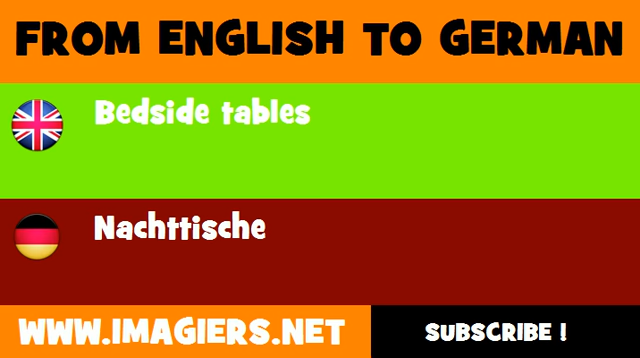 FROM ENGLISH TO GERMAN
Bedside tables
Nachttische
WWW.IMAGIERS.NET
SUBSCRIBE !